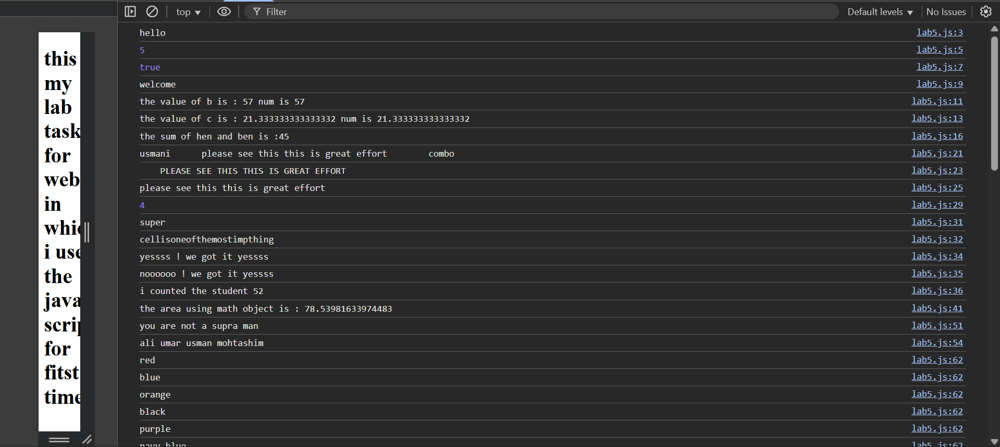 this
my
lab
task
for
web
in
whic
i use
the
java
scrip
for
fitst
time
top
Filter
Default levels
No Issues
hello lab5.js:3
5 lab5.js:5
true lab5.js:7
welcome lab5.js:9
the value of b is : 57 num is 57 lab5.js:11
the value of c is : 21.333333333333332 num is 21.333333333333332 lab5.js:13
the sum of hen and ben is :45 lab5.js:16
usmani      please see this this is great effort        combo lab5.js:21
    PLEASE SEE THIS THIS IS GREAT EFFORT lab5.js:23
please see this this is great effort lab5.js:25
4 lab5.js:29
super lab5.js:31
cellisoneofthemostimpthing lab5.js:32
yessss ! we got it yessss lab5.js:34
noooooo ! we got it yessss lab5.js:35
i counted the student 52 lab5.js:36
the area using math object is : 78.53981633974483 lab5.js:41
you are not a supra man lab5.js:51
ali umar usman mohtashim lab5.js:54
red lab5.js:62
blue lab5.js:62
orange lab5.js:62
black lab5.js:62
purple lab5.js:62
navy blue lab5.js:62